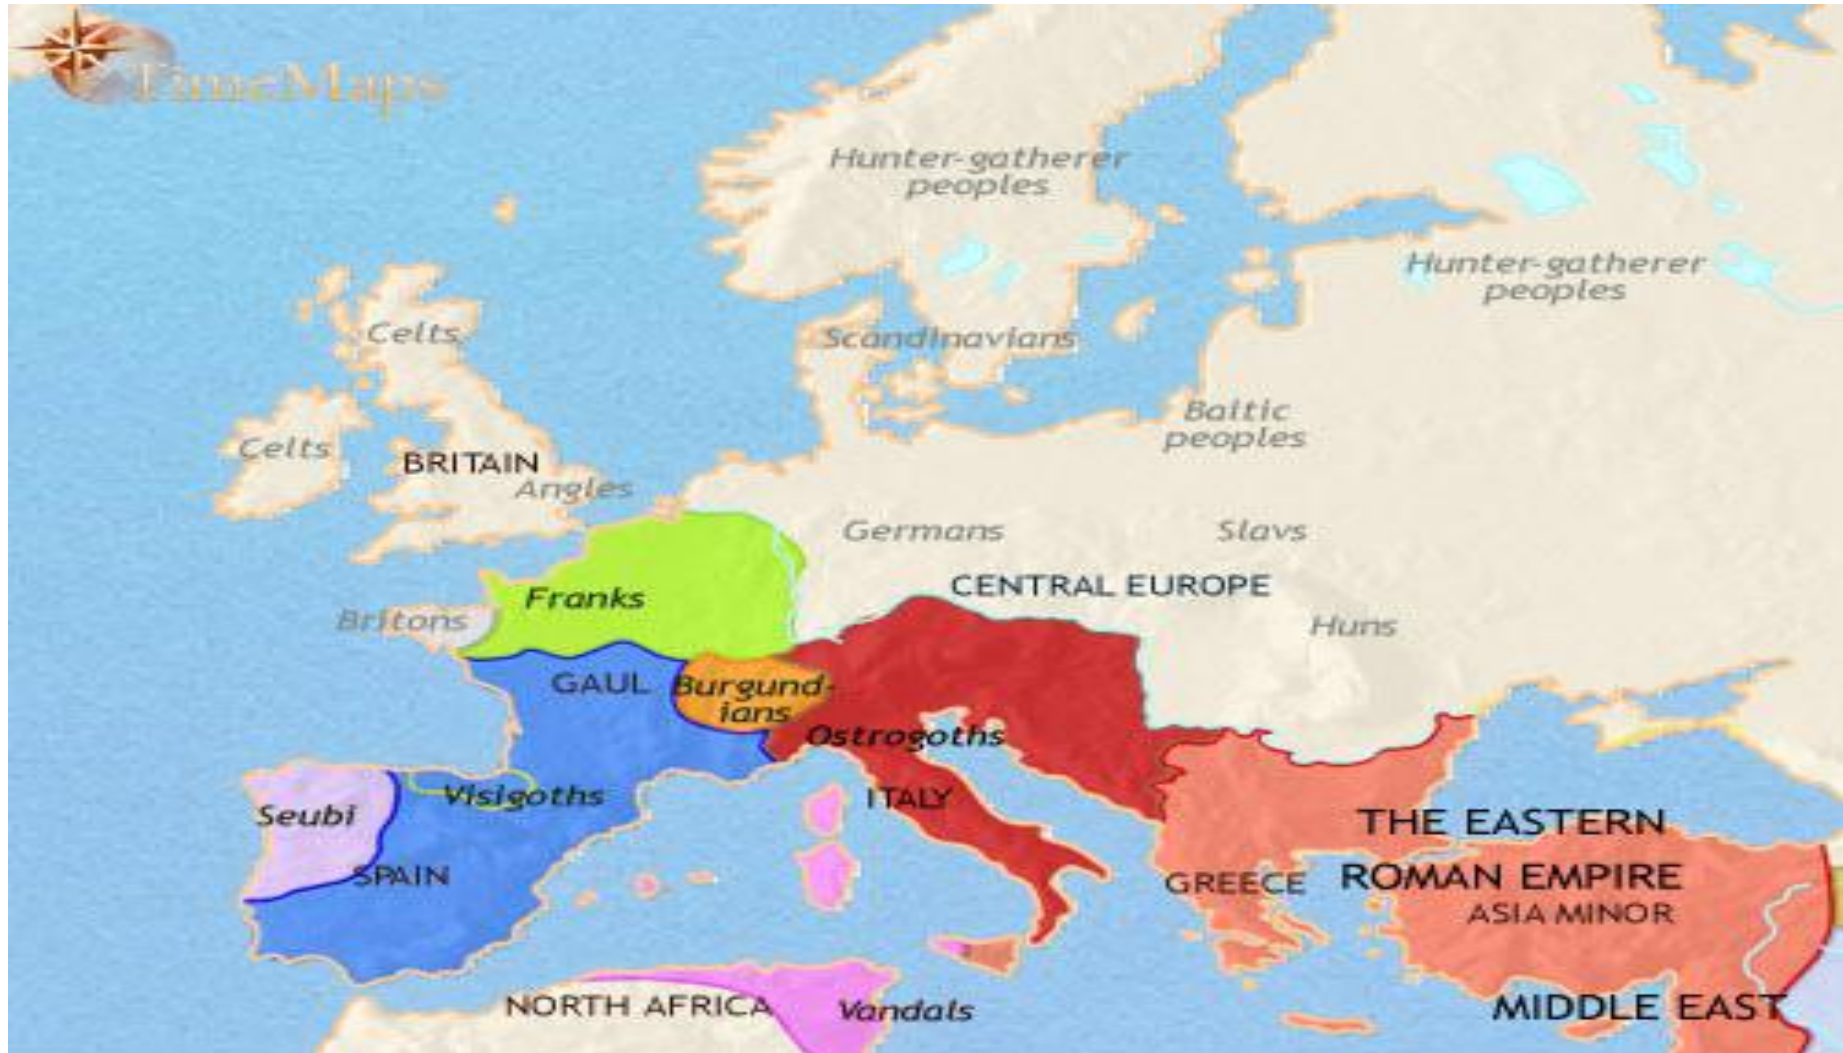 TimeMaps
Hunter-gatherer
peoples
Hunter-gatherer
peoples
Celts
Scandinavians
Baltic
peoples
Celts
BRITAIN
Angles
Germans
Slavs
CENTRAL EUROPE
Franks
Britons
Huns
GAUL
Burgund-
ians
Ostrogoths
Visigoths
ITALY
Seubi
THE EASTERN
SPAIN
GREECE
ROMAN EMPIRE
ASIA MINOR
NORTH AFRICA
Vandals
MIDDLE EAST